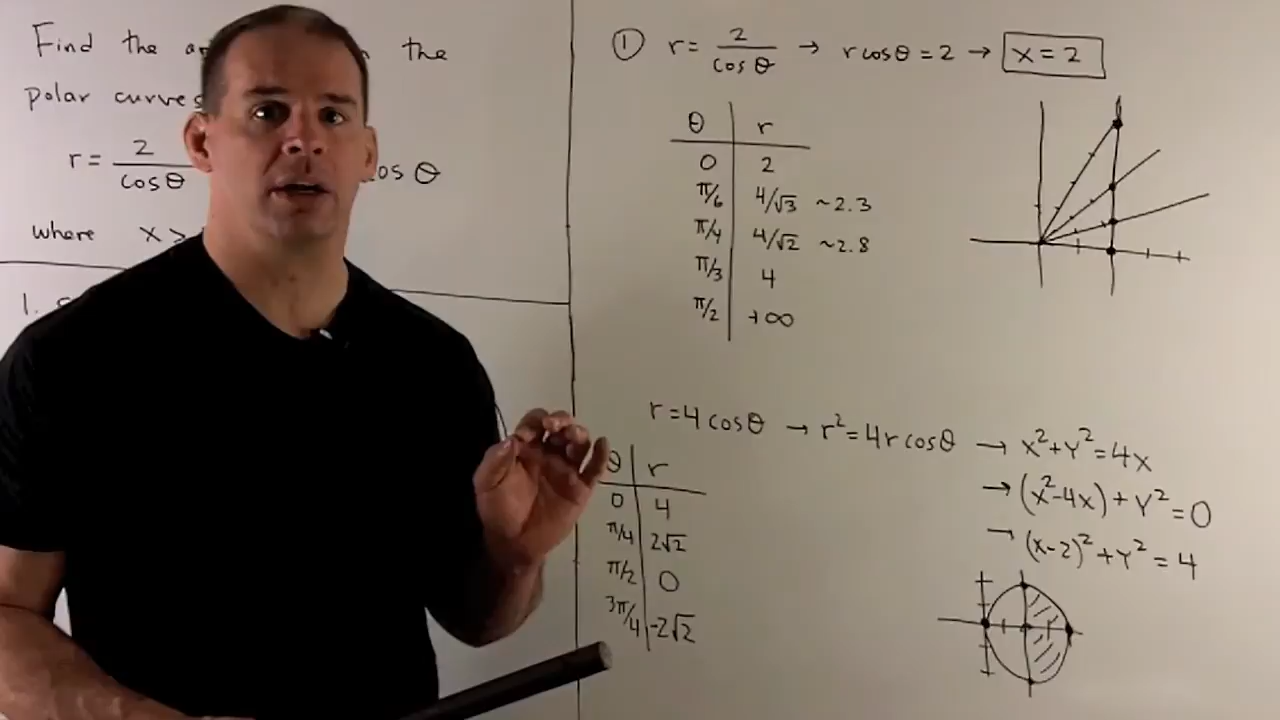 Find the the
polar curves
r = 2/cos θ cos θ
where x >
1.
① r = 2/cos θ → r cos θ = 2 → x = 2
θ r
0 2
π/6 4/√3 ~2.3
π/4 4/√2 ~2.8
π/3 4
π/2 +∞
r = 4 cos θ → r² = 4r cos θ → x² + y² = 4x
→ (x² - 4x) + y² = 0
→ (x-2)² + y² = 4
θ r
0 4
π/4 2√2
π/2 0
3π/4 -2√2